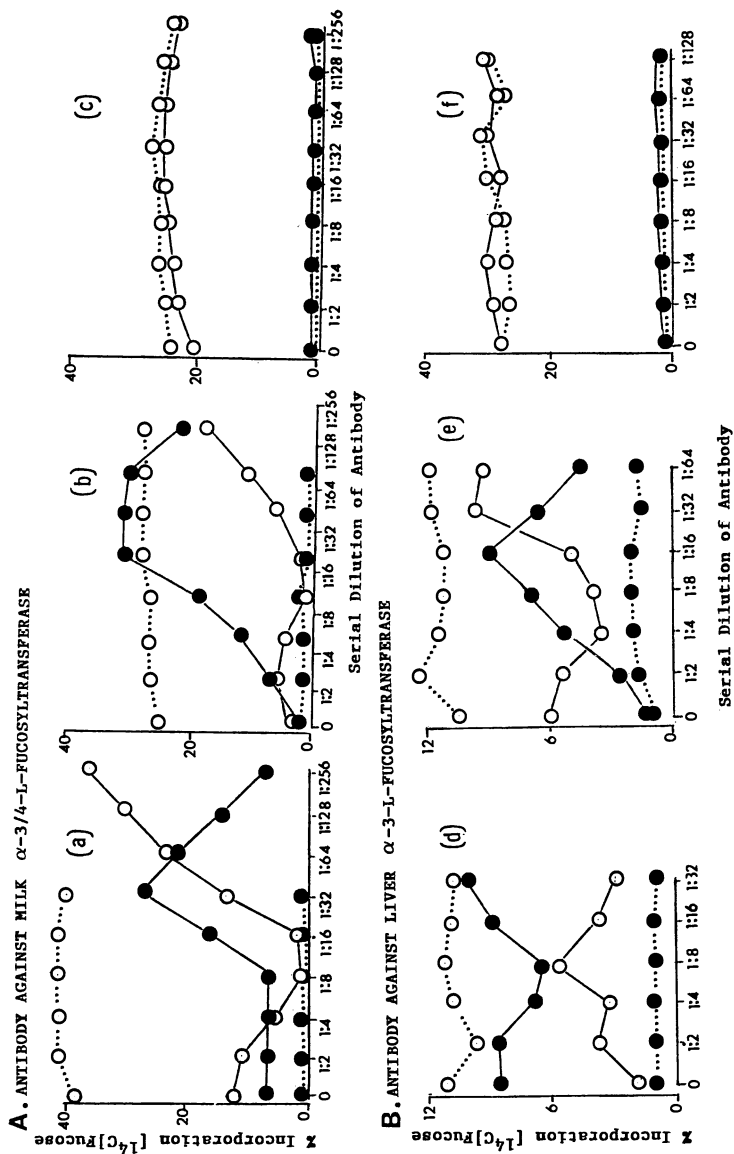 A. ANTIBODY AGAINST MILK α-3/4-L-FUCOSYLTRANSFERASE
% Incorporation [14C]Fucose
40
20
0
(a)
0 1:2 1:4 1:8 1:16 1:32 1:64 1:128 1:256
40
20
0
(b)
0 1:2 1:4 1:8 1:16 1:32 1:64 1:128 1:256
40
20
0
(c)
0 1:2 1:4 1:8 1:16 1:32 1:64 1:128 1:256
Serial Dilution of Antibody
B. ANTIBODY AGAINST LIVER α-3-L-FUCOSYLTRANSFERASE
% Incorporation [14C]Fucose
12
6
0
(d)
0 1:2 1:4 1:8 1:16 1:32
12
6
0
(e)
0 1:2 1:4 1:8 1:16 1:32 1:64
40
20
0
(f)
0 1:2 1:4 1:8 1:16 1:32 1:64 1:128
Serial Dilution of Antibody